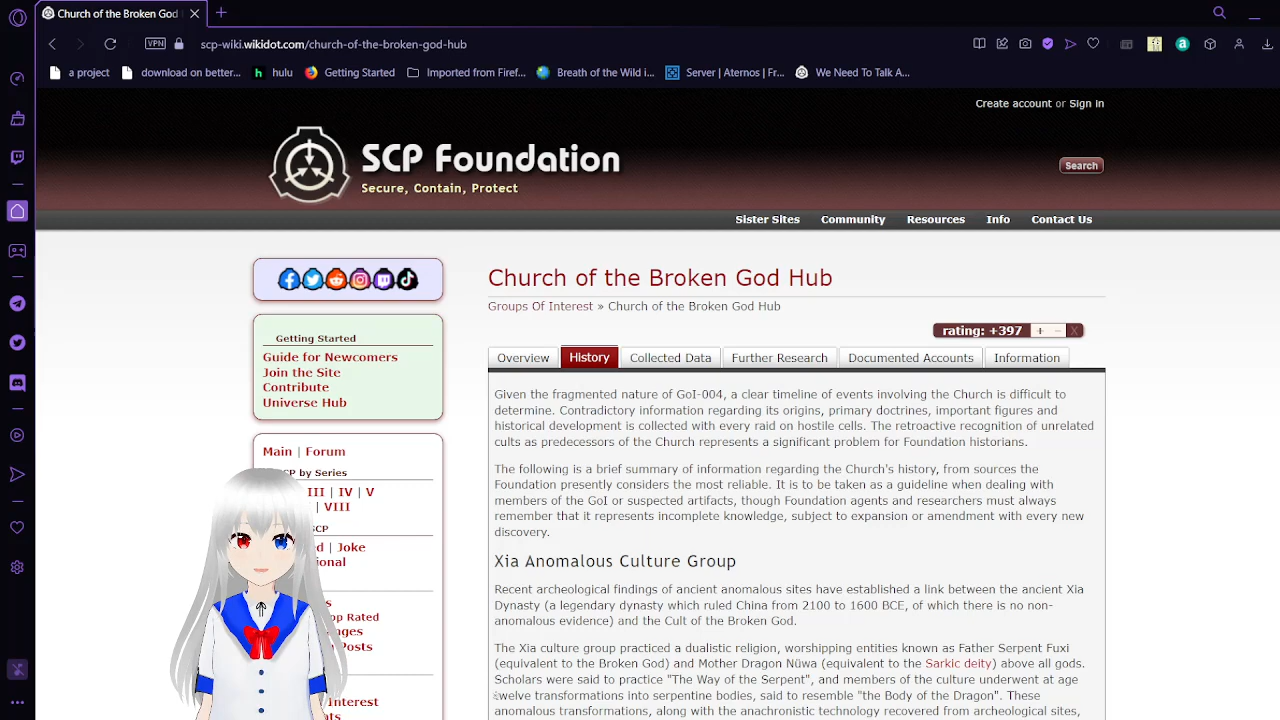 Church of the Broken God
VPN
scp-wiki.wikidot.com/church-of-the-broken-god-hub
a project
download on better...
hulu
Getting Started
Imported from Firef...
Breath of the Wild i...
Server | Aternos | Fr...
We Need To Talk A...
Create account or Sign in
SCP Foundation
Secure, Contain, Protect
Search
Sister Sites
Community
Resources
Info
Contact Us
Getting Started
Guide for Newcomers
Join the Site
Contribute
Universe Hub
Main | Forum
CP by Series
III | IV | V
| VIII
SCP
d | Joke
ional
s
op Rated
nges
Posts
Interest
ts
Church of the Broken God Hub
Groups Of Interest » Church of the Broken God Hub
rating: +397 + − X
Overview
History
Collected Data
Further Research
Documented Accounts
Information
Given the fragmented nature of GoI-004, a clear timeline of events involving the Church is difficult to
determine. Contradictory information regarding its origins, primary doctrines, important figures and
historical development is collected with every raid on hostile cells. The retroactive recognition of unrelated
cults as predecessors of the Church represents a significant problem for Foundation historians.
The following is a brief summary of information regarding the Church's history, from sources the
Foundation presently considers the most reliable. It is to be taken as a guideline when dealing with
members of the GoI or suspected artifacts, though Foundation agents and researchers must always
remember that it represents incomplete knowledge, subject to expansion or amendment with every new
discovery.
Xia Anomalous Culture Group
Recent archeological findings of ancient anomalous sites have established a link between the ancient Xia
Dynasty (a legendary dynasty which ruled China from 2100 to 1600 BCE, of which there is no non-
anomalous evidence) and the Cult of the Broken God.
The Xia culture group practiced a dualistic religion, worshipping entities known as Father Serpent Fuxi
(equivalent to the Broken God) and Mother Dragon Nüwa (equivalent to the Sarkic deity) above all gods.
Scholars were said to practice "The Way of the Serpent", and members of the culture underwent at age
twelve transformations into serpentine bodies, said to resemble "the Body of the Dragon". These
anomalous transformations, along with the anachronistic technology recovered from archeological sites,